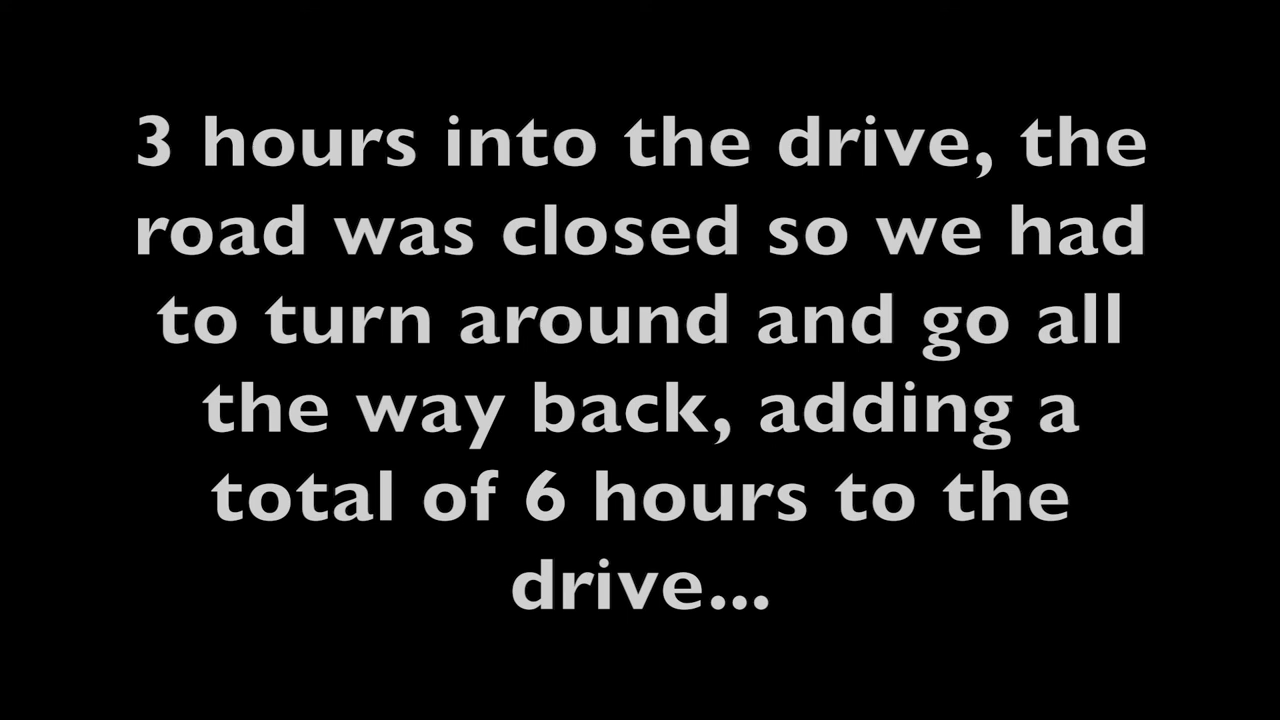 3 hours into the drive, the
road was closed so we had
to turn around and go all
the way back, adding a
total of 6 hours to the
drive...